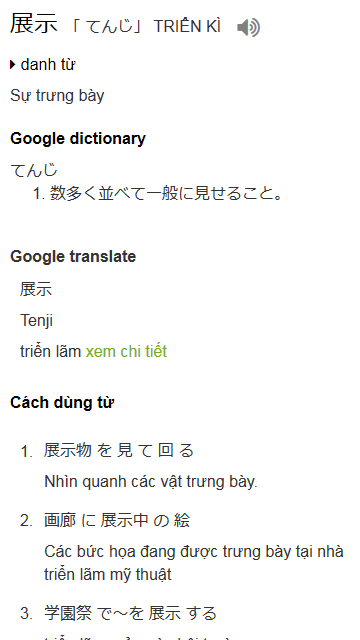 展示 「 てんじ」 TRIỂN KÌ
danh từ
Sự trưng bày
Google dictionary
てんじ
1. 数多く並べて一般に見せること。
Google translate
展示
Tenji
triển lãm xem chi tiết
Cách dùng từ
1. 展示物 を 見 て 回 る
Nhìn quanh các vật trưng bày.
2. 画廊 に 展示中 の 絵
Các bức họa đang được trưng bày tại nhà
triển lãm mỹ thuật
3. 学園祭 で〜を 展示 する